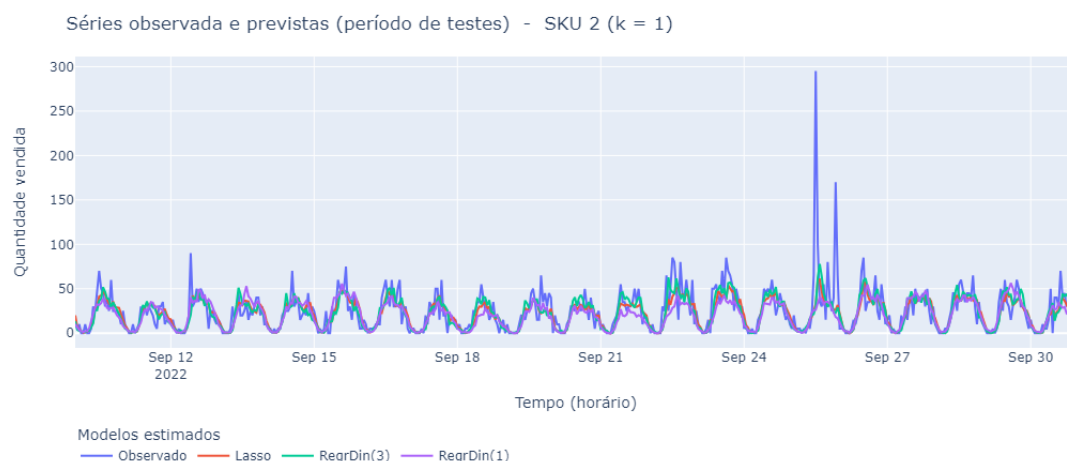 Séries observada e previstas (período de testes) - SKU 2 (k = 1)
300
250
200
150
100
50
0
Quantidade vendida
Sep 12
2022
Sep 15
Sep 18
Sep 21
Sep 24
Sep 27
Sep 30
Tempo (horário)
Modelos estimados
Observado Lasso RegrDin(3) RegrDin(1)